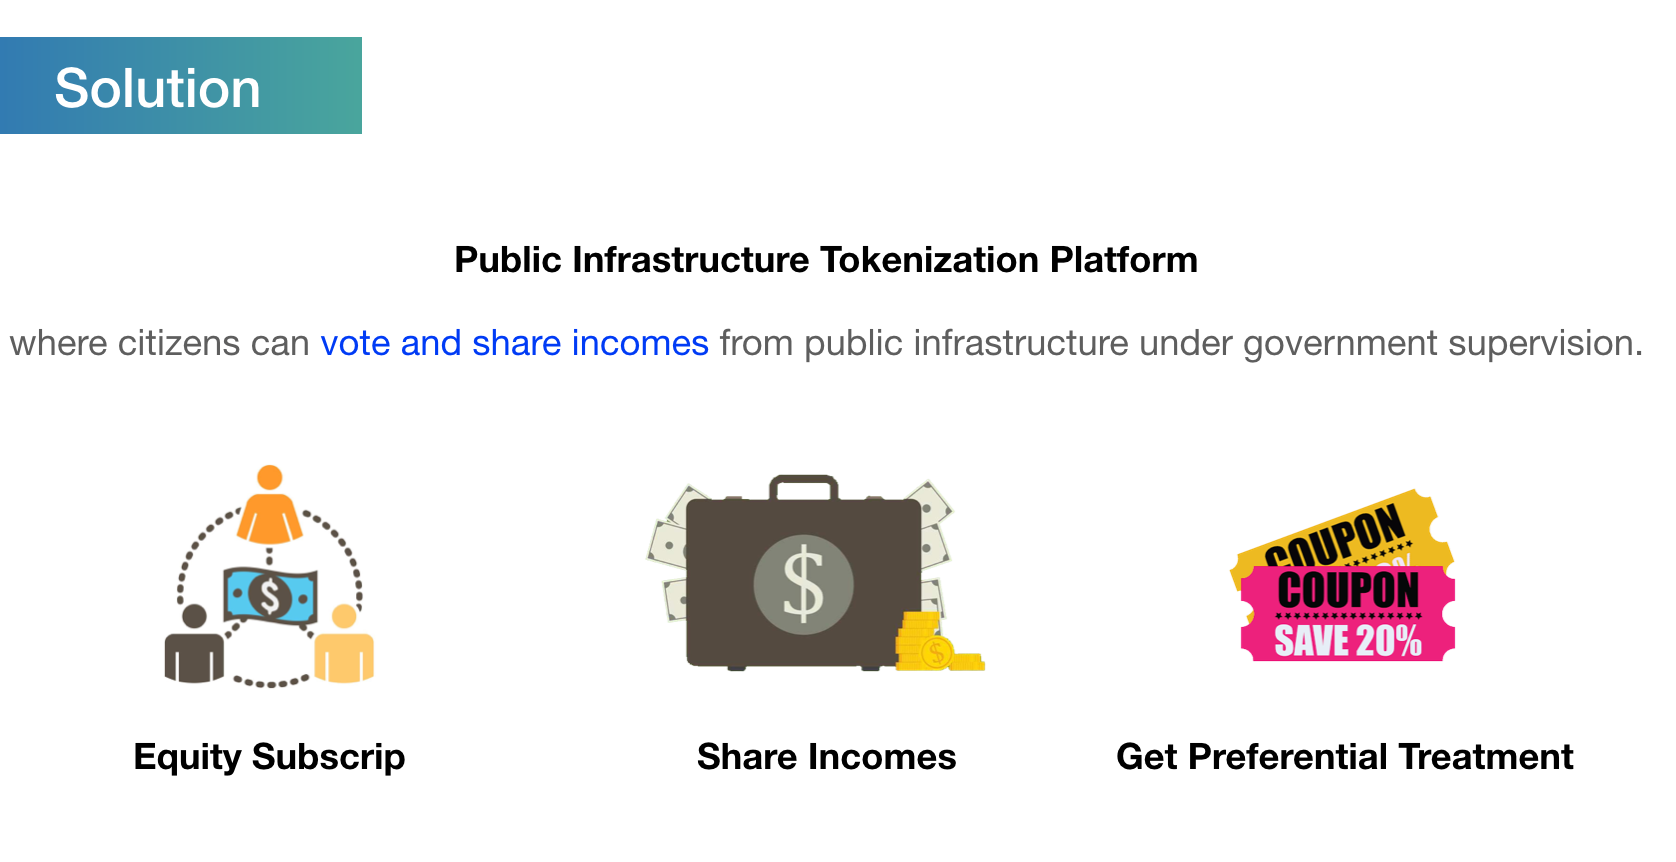 Solution
Public Infrastructure Tokenization Platform
where citizens can vote and share incomes from public infrastructure under government supervision.
$
$
$
COUPON
COUPON
SAVE 20%
Equity Subscrip
Share Incomes
Get Preferential Treatment